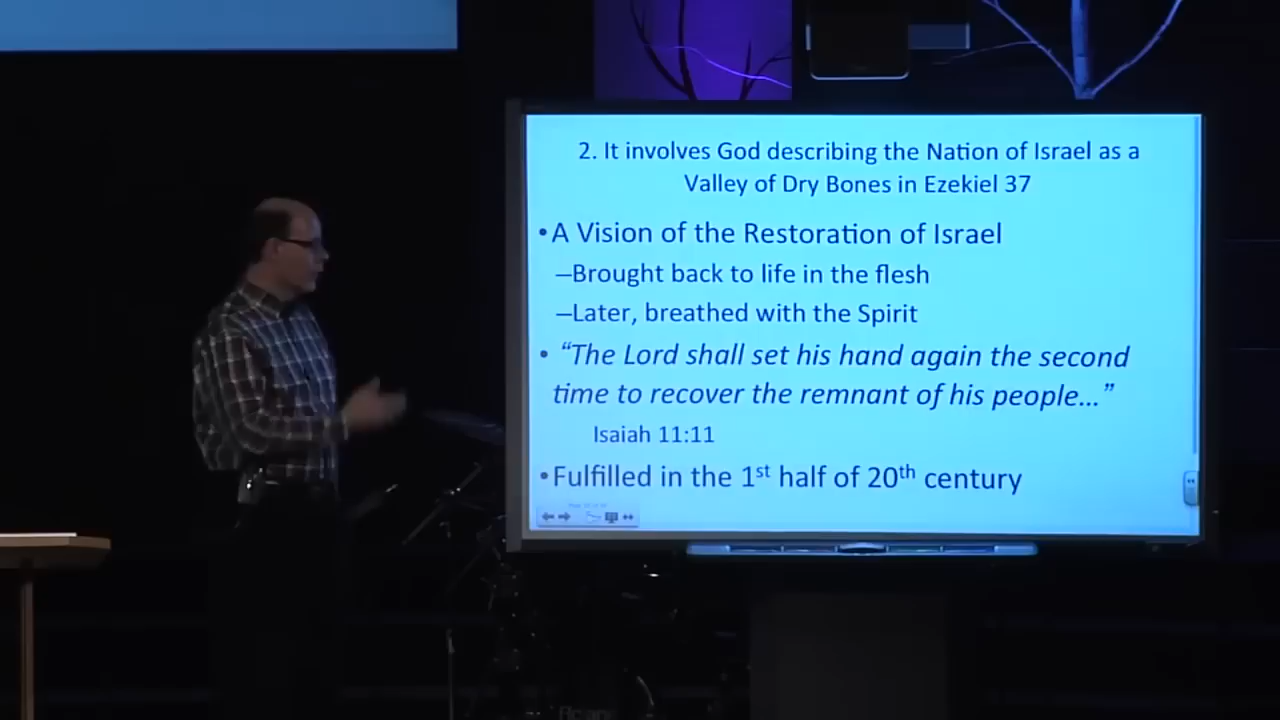 2. It involves God describing the Nation of Israel as a
Valley of Dry Bones in Ezekiel 37
•A Vision of the Restoration of Israel
–Brought back to life in the flesh
–Later, breathed with the Spirit
• “The Lord shall set his hand again the second
time to recover the remnant of his people...”
Isaiah 11:11
•Fulfilled in the 1st half of 20th century